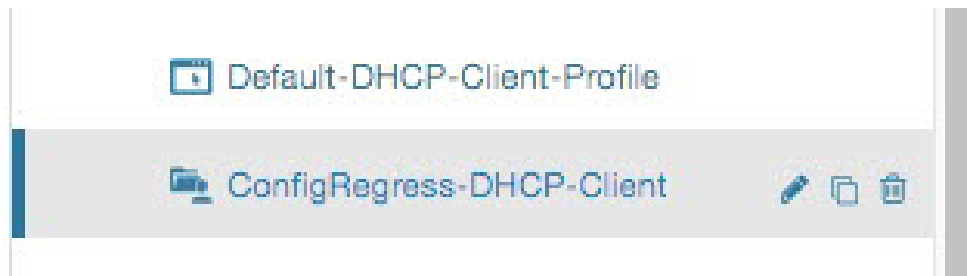 Default-DHCP-Client-Profile
ConfigRegress-DHCP-Client